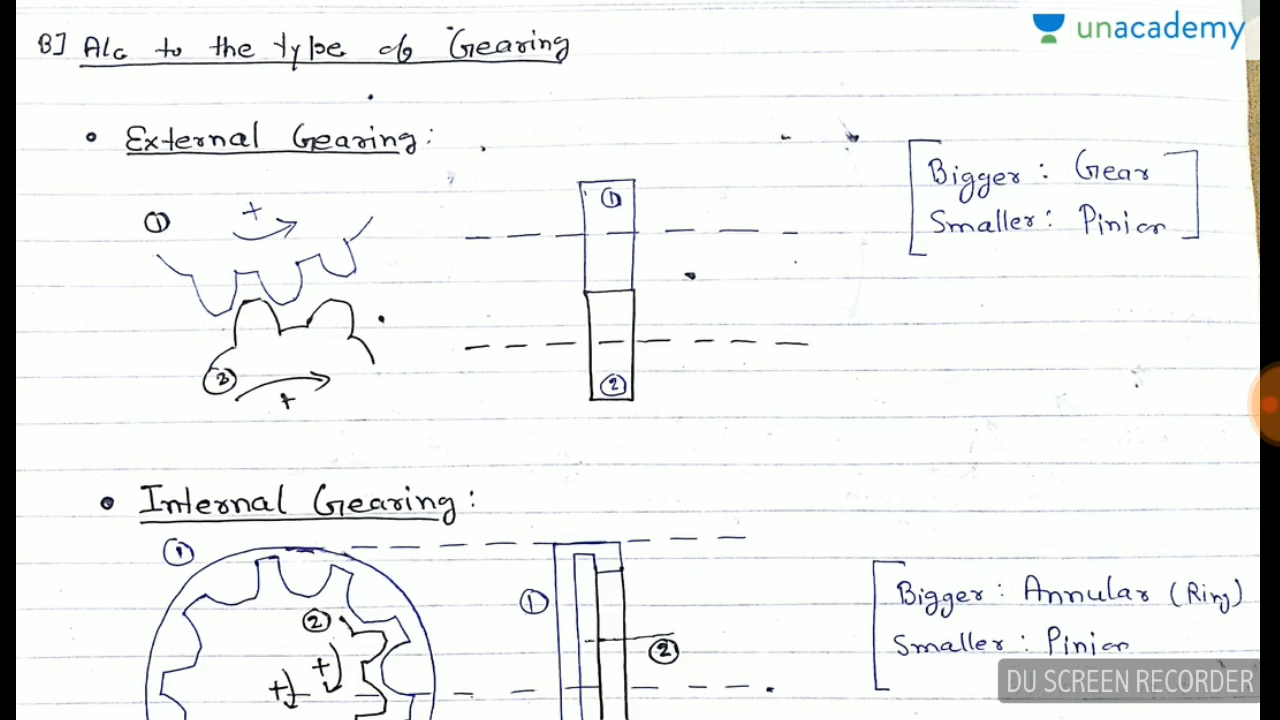 unacademy
B] Alc to the type of Gearing
• External Gearing:
Bigger : Gear
Smaller : Pinion
①
+
①
②
+
②
• Internal Gearing :
①
②
+
+
①
②
Bigger : Annular (Ring)
Smaller : Pinion
DU SCREEN RECORDER